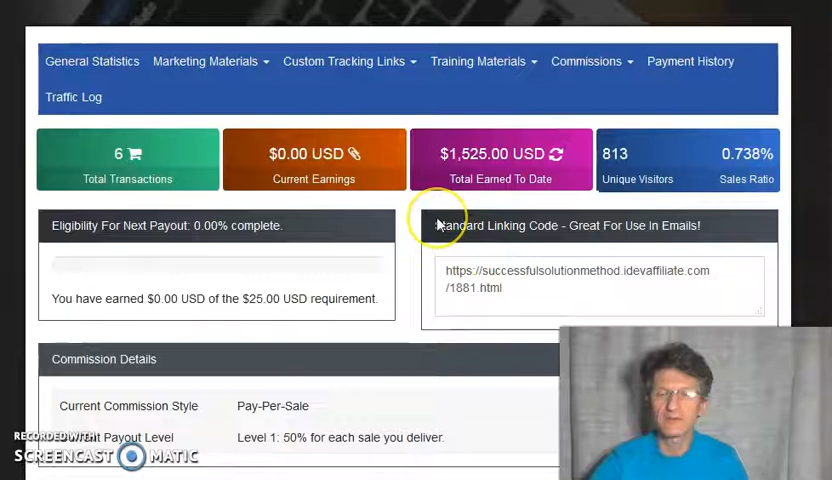 General Statistics Marketing Materials Custom Tracking Links Training Materials Commissions Payment History
Traffic Log
6 $0.00 USD $1,525.00 USD 813 0.738%
Total Transactions Current Earnings Total Earned To Date Unique Visitors Sales Ratio
Eligibility For Next Payout: 0.00% complete.
You have earned $0.00 USD of the $25.00 USD requirement.
Standard Linking Code - Great For Use In Emails!
https://successfulsolutionmethod.idevaffiliate.com
/1881.html
Commission Details
Current Commission Style Pay-Per-Sale
Current Payout Level Level 1: 50% for each sale you deliver.
RECORDED WITH
SCREENCAST MATIC